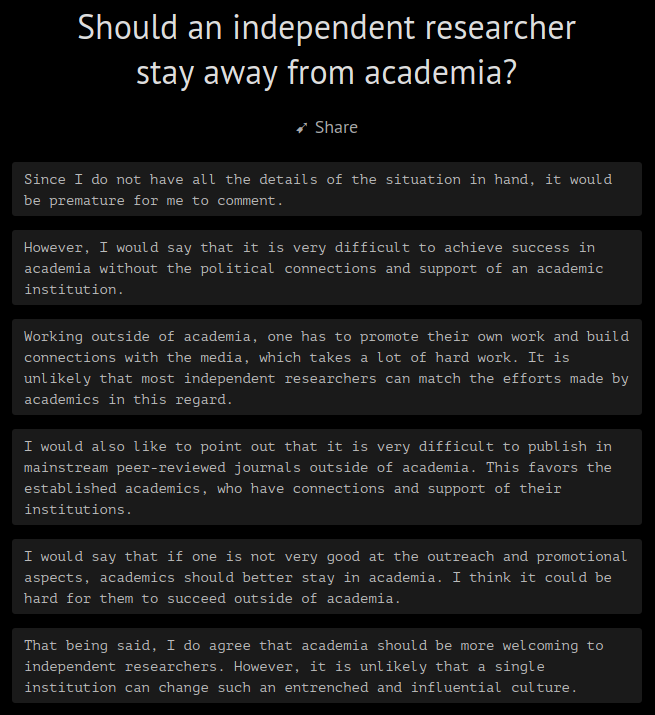 Should an independent researcher
stay away from academia?
Share
Since I do not have all the details of the situation in hand, it would
be premature for me to comment.
However, I would say that it is very difficult to achieve success in
academia without the political connections and support of an academic
institution.
Working outside of academia, one has to promote their own work and build
connections with the media, which takes a lot of hard work. It is
unlikely that most independent researchers can match the efforts made by
academics in this regard.
I would also like to point out that it is very difficult to publish in
mainstream peer-reviewed journals outside of academia. This favors the
established academics, who have connections and support of their
institutions.
I would say that if one is not very good at the outreach and promotional
aspects, academics should better stay in academia. I think it could be
hard for them to succeed outside of academia.
That being said, I do agree that academia should be more welcoming to
independent researchers. However, it is unlikely that a single
institution can change such an entrenched and influential culture.